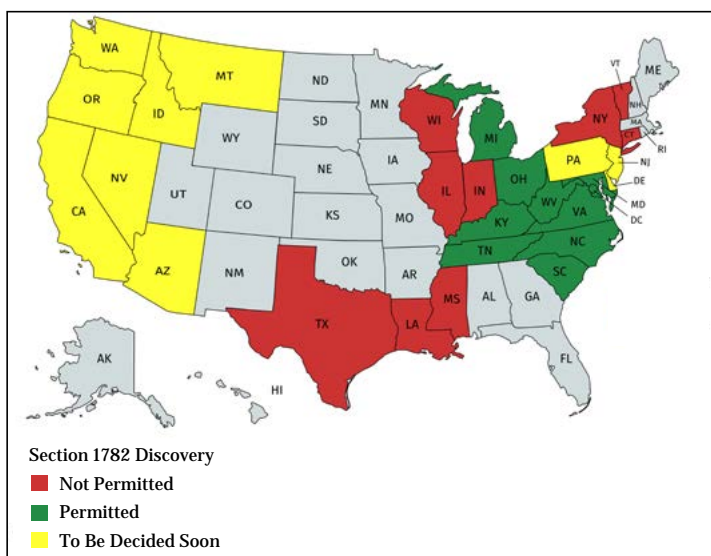 WA
MT
ND
MN
VT
ME
OR
ID
SD
WI
NY
NH
MA
CT
RI
WY
MI
IA
PA
NJ
NE
OH
DE
NV
IL
IN
MD
UT
WV
VA
DC
CA
CO
KS
MO
KY
NC
TN
AZ
NM
OK
AR
SC
MS
AL
GA
TX
LA
AK
HI
FL
Section 1782 Discovery
Not Permitted
Permitted
To Be Decided Soon